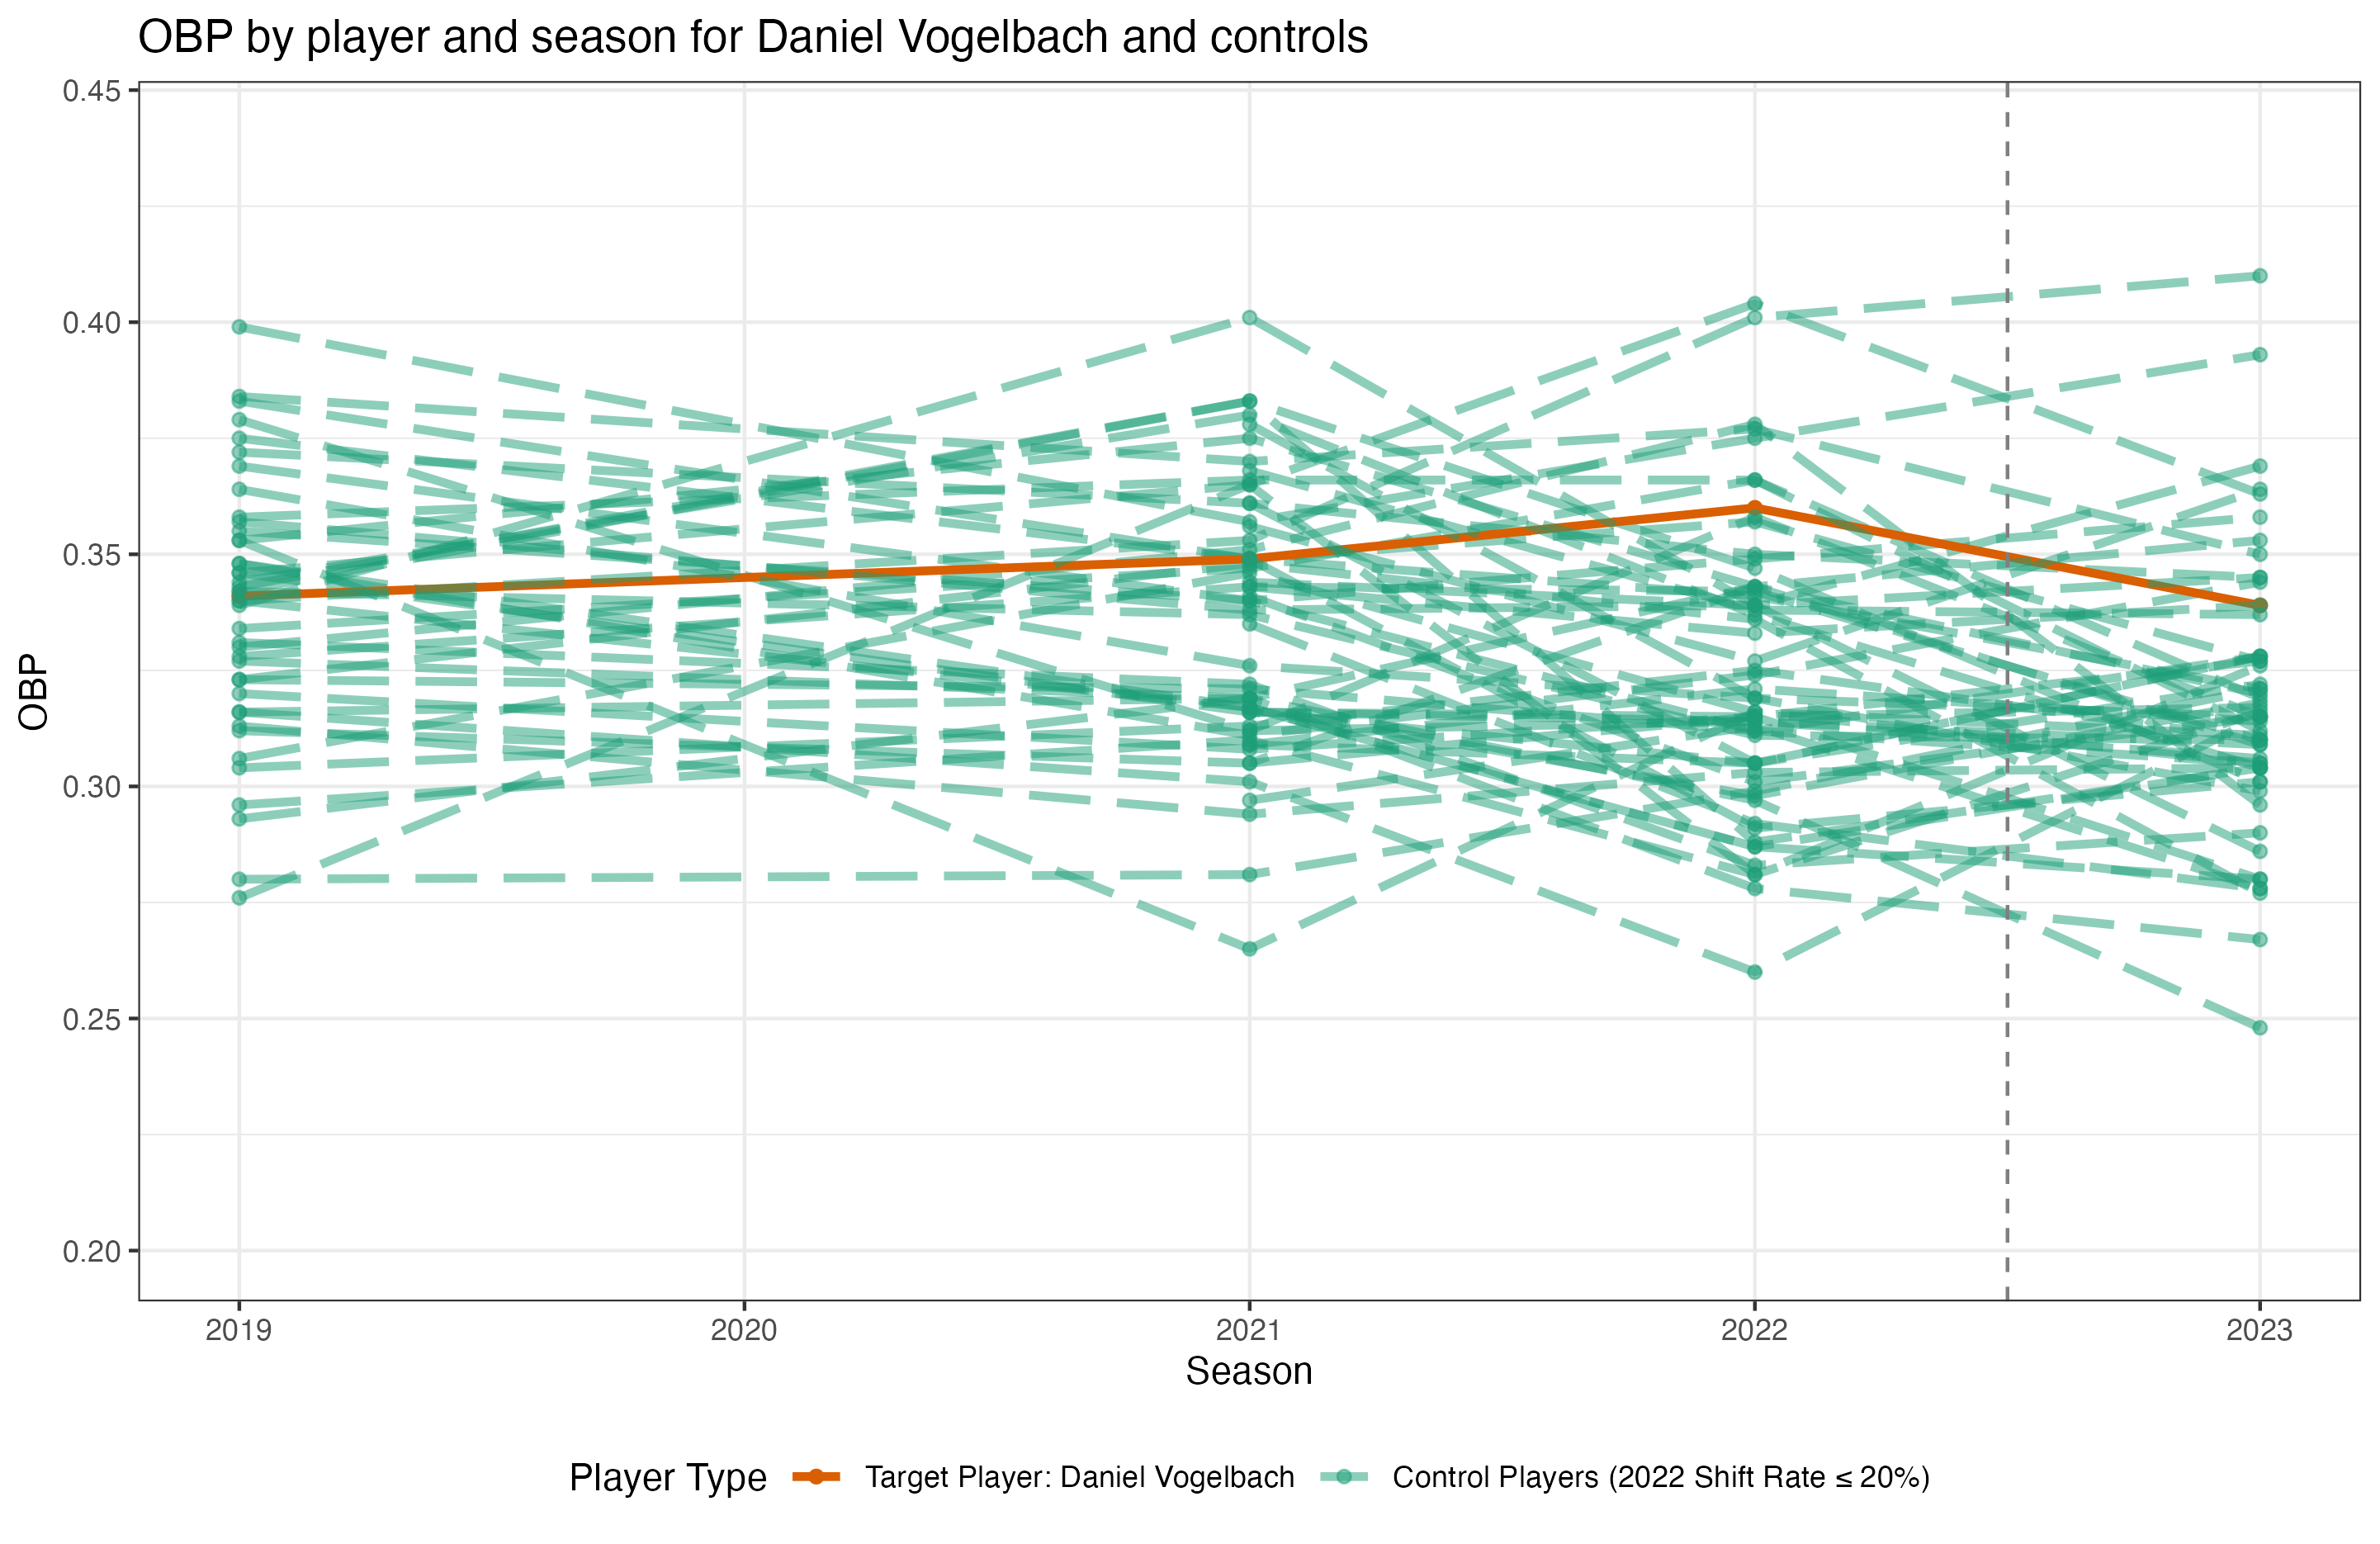 OBP by player and season for Daniel Vogelbach and controls
0.45
0.40
0.35
0.30
0.25
0.20
OBP
2019 2020 2021 2022 2023
Season
Player Type Target Player: Daniel Vogelbach Control Players (2022 Shift Rate ≤ 20%)